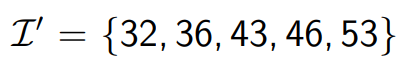 ℐ′ = {32, 36, 43, 46, 53}